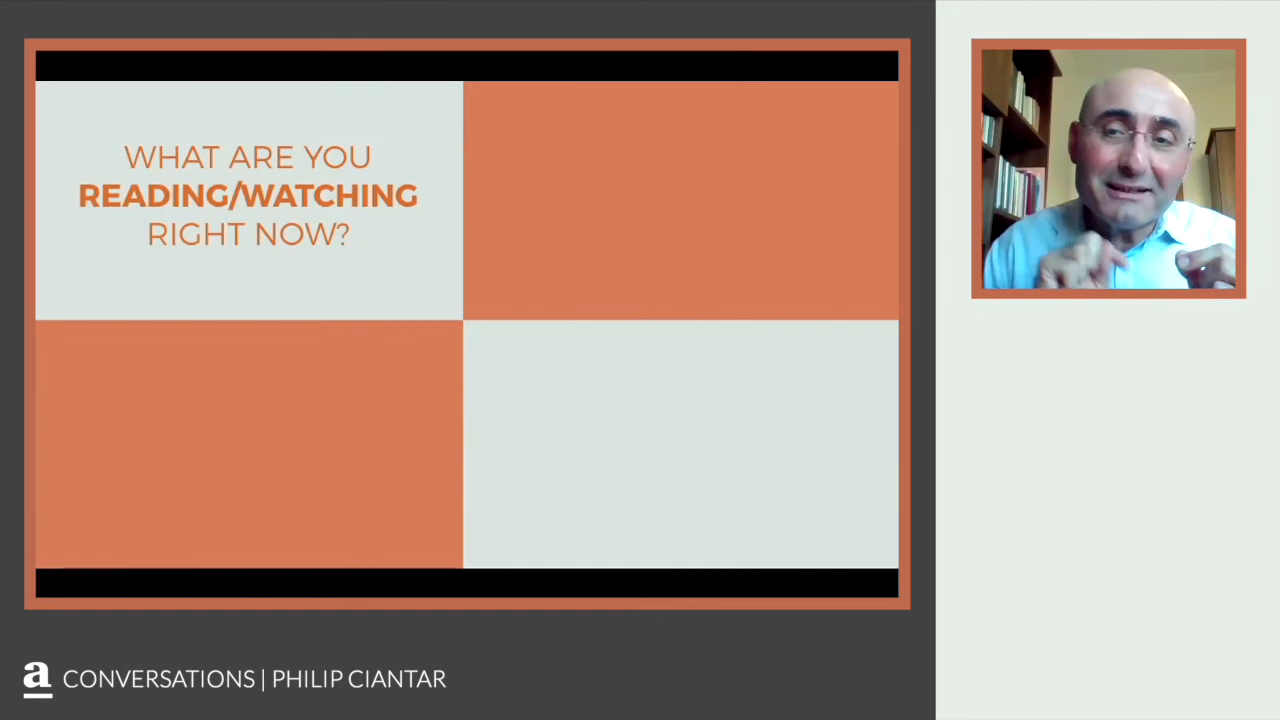 WHAT ARE YOU
READING/WATCHING
RIGHT NOW?
a CONVERSATIONS | PHILIP CIANTAR